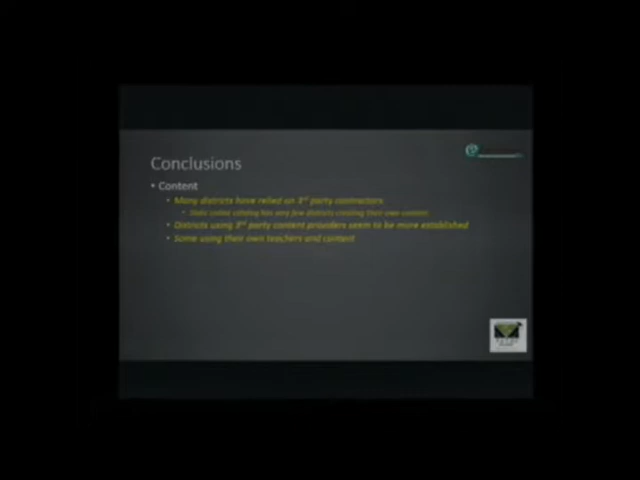 Conclusions
• Content
• Many districts have relied on 3rd party contractors
• State online catalog has very few districts creating their own content
• Districts using 3rd party content providers seem to be more established
• Some using their own teachers and content